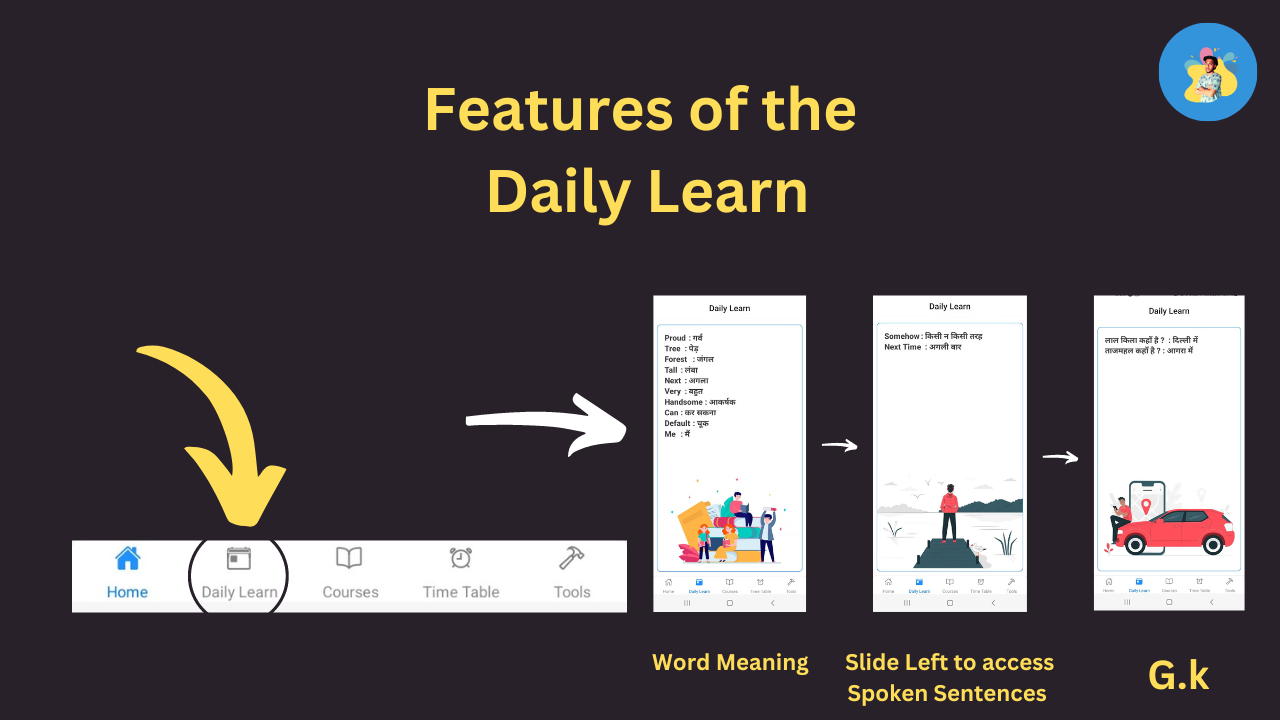 Features of the
Daily Learn
Home
Daily Learn
Courses
Time Table
Tools
Daily Learn
Proud : गर्व
Tree : पेड़
Forest : जंगल
Tall : लंबा
Next : अगला
Very : बहुत
Handsome : आकर्षक
Can : कर सकना
Default : चूक
Me : मैं
Home
Daily Learn
Courses
Time Table
Tools
Word Meaning
Daily Learn
Somehow : किसी न किसी तरह
Next Time : अगली बार
Home
Daily Learn
Courses
Time Table
Tools
Slide Left to access
Spoken Sentences
Daily Learn
लाल किला कहाँ है ? : दिल्ली में
ताजमहल कहाँ है ? : आगरा में
Home
Daily Learn
Courses
Time Table
Tools
G.k